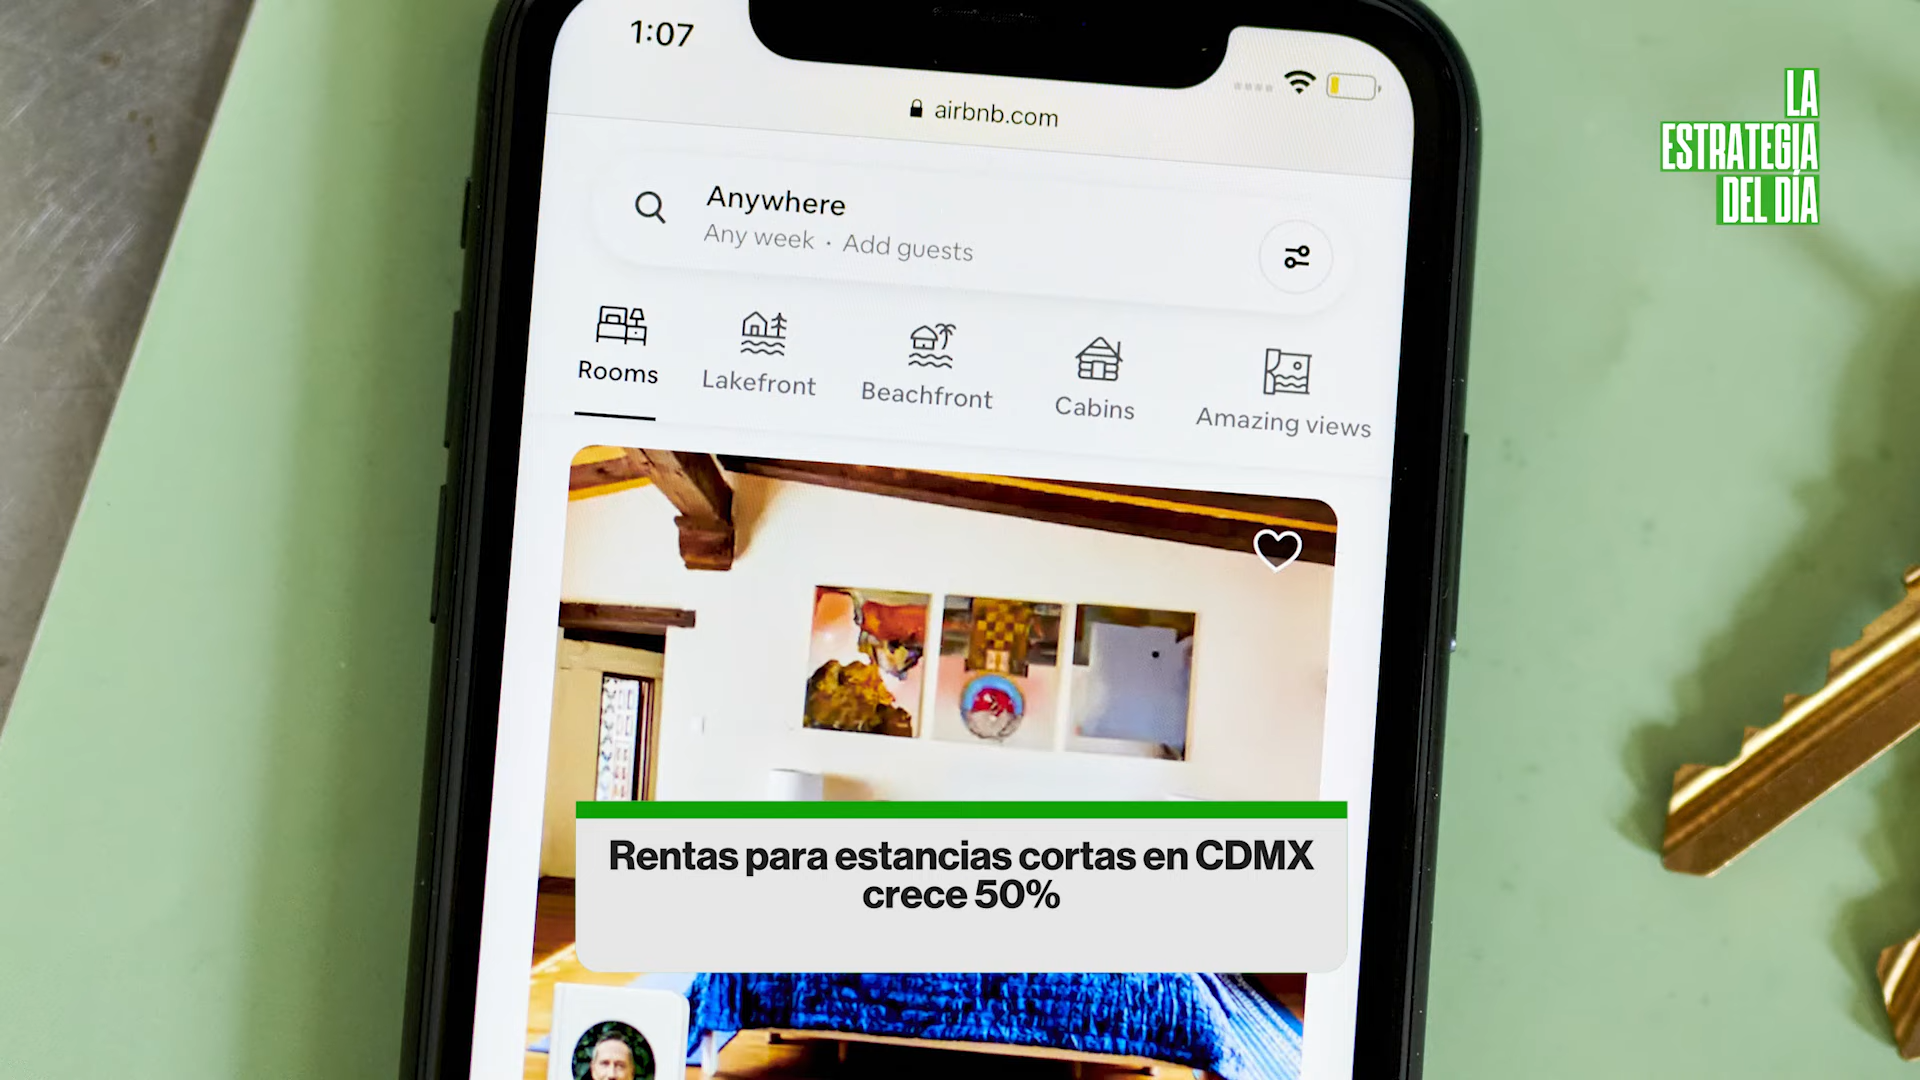 1:07
airbnb.com
LA
ESTRATEGIA
DEL DÍA
Anywhere
Any week · Add guests
Rooms
Lakefront
Beachfront
Cabins
Amazing views
Rentas para estancias cortas en CDMX
crece 50%